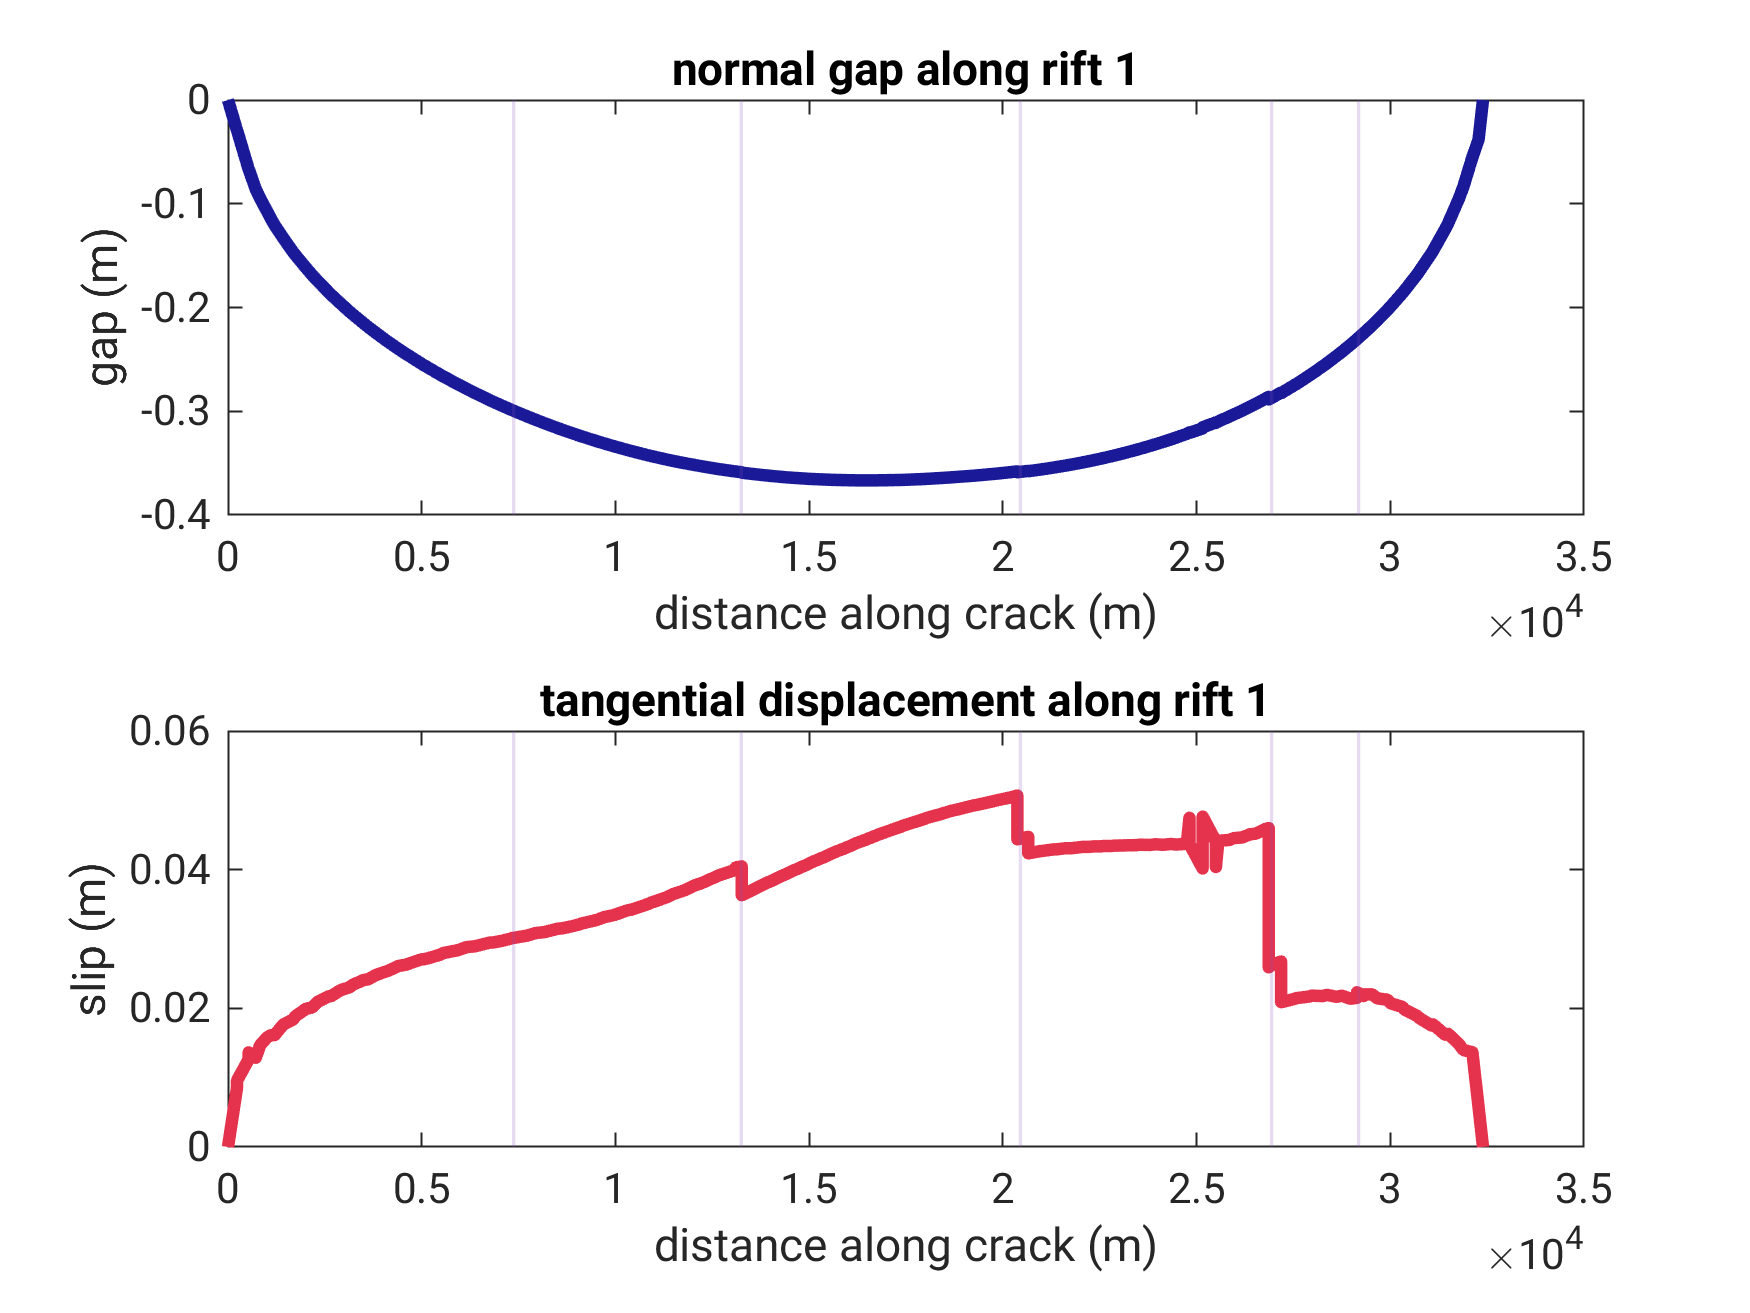 normal gap along rift 1
0
-0.1
-0.2
-0.3
-0.4
gap (m)
0 0.5 1 1.5 2 2.5 3 3.5
distance along crack (m)
×10⁴
tangential displacement along rift 1
0.06
0.04
0.02
0
slip (m)
0 0.5 1 1.5 2 2.5 3 3.5
distance along crack (m)
×10⁴